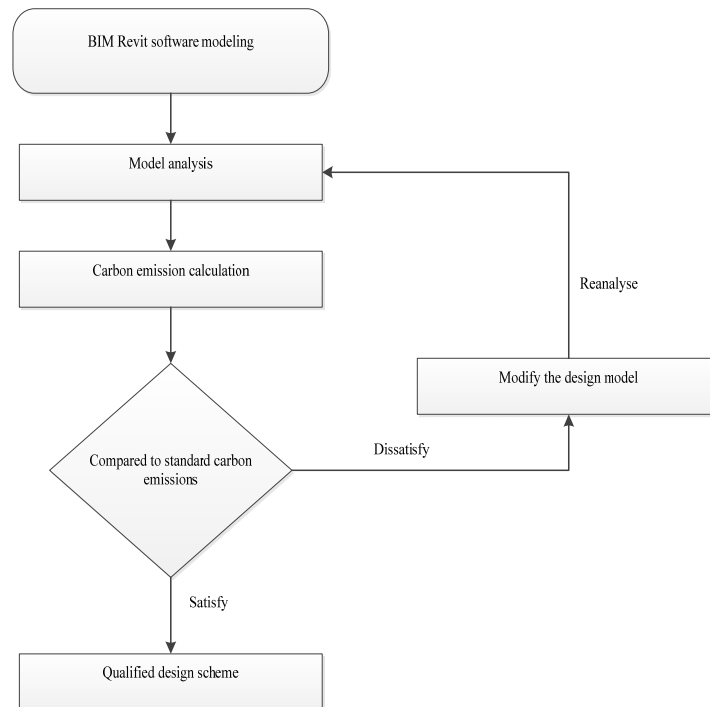 BIM Revit software modeling
Model analysis
Carbon emission calculation
Reanalyse
Modify the design model
Dissatisfy
Compared to standard carbon
emissions
Satisfy
Qualified design scheme